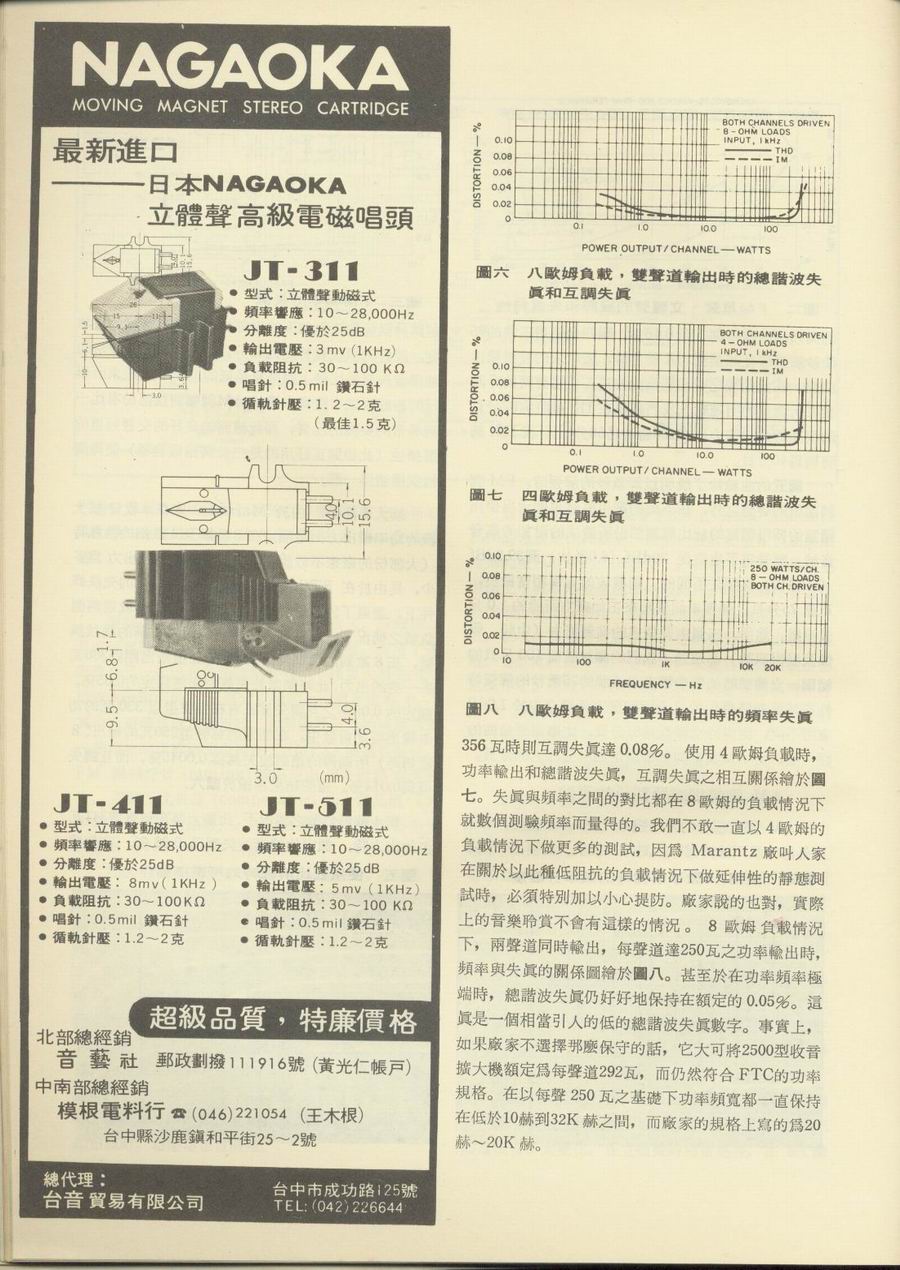 NAGAOKA
MOVING MAGNET STEREO CARTRIDGE
最新進口
日本NAGAOKA
立體聲高級電磁唱頭
JT-311
● 型式：立體聲動磁式
● 頻率響應：10～28,000Hz
● 分離度：優於25dB
● 輸出電壓：3mv (1KHz)
● 負載阻抗：30～100 KΩ
● 唱針：0.5mil 鑽石針
● 循軌針壓：1.2～2克
（最佳1.5克）
4.0
10.1
15.6
1.7
6.8
9.5
4.0
3.6
3.0
(mm)
JT-411
● 型式：立體聲動磁式
● 頻率響應：10～28,000Hz
● 分離度：優於25dB
● 輸出電壓： 8mv ( 1KHz )
● 負載阻抗：30～100KΩ
● 唱針：0.5mil 鑽石針
● 循軌針壓：1.2～2克
JT-511
● 型式：立體聲動磁式
● 頻率響應：10～28,000Hz
● 分離度：優於25dB
● 輸出電壓： 5mv ( 1KHz)
● 負載阻抗：30～100 KΩ
● 唱針：0.5mil 鑽石針
● 循軌針壓：1.2～2克
超級品質，特廉價格
北部總經銷
音藝社 郵政劃撥111916號 (黃光仁帳戶)
中南部總經銷
模根電料行 ☎ (046)221054 （王木根）
台中縣沙鹿鎮和平街25～2號
總代理：
台音貿易有限公司
台中市成功路125號
TEL: (042)226644
BOTH CHANNELS DRIVEN
8-OHM LOADS
INPUT, 1 kHz
THD
IM
DISTORTION — %
0.10
0.08
0.06
0.04
0.02
0
0.1 1.0 10.0 100
POWER OUTPUT/CHANNEL — WATTS
圖六 八歐姆負載，雙聲道輸出時的總諧波失
眞和互調失眞
BOTH CHANNELS DRIVEN
4-OHM LOADS
INPUT, 1 kHz
THD
IM
DISTORTION — %
0.10
0.08
0.06
0.04
0.02
0
0.1 1.0 10.0 100
POWER OUTPUT/CHANNEL — WATTS
圖七 四歐姆負載，雙聲道輸出時的總諧波失
眞和互調失眞
250 WATTS/CH.
8-OHM LOADS
BOTH CH. DRIVEN
DISTORTION — %
0.10
0.08
0.06
0.04
0.02
0
10 100 1K 10K 20K
FREQUENCY — Hz
圖八 八歐姆負載，雙聲道輸出時的頻率失眞
356 瓦時則互調失眞達 0.08%。 使用 4 歐姆負載時，
功率輸出和總諧波失眞，互調失眞之相互關係繪於圖
七。失眞與頻率之間的對比都在 8 歐姆的負載情況下
就數個測驗頻率而量得的。我們不敢一直以 4 歐姆的
負載情況下做更多的測試，因爲 Marantz 廠叫人家
在關於以此種低阻抗的負載情況下做延伸性的靜態測
試時，必須特別加以小心提防。廠家說的也對，實際
上的音樂聆賞不會有這樣的情況。 8 歐姆負載情況
下，兩聲道同時輸出，每聲道達250瓦之功率輸出時，
頻率與失眞的關係圖繪於圖八。甚至於在功率頻率極
端時，總諧波失眞仍好好地保持在額定的 0.05%。這
眞是一個相當引人的低的總諧波失眞數字。事實上，
如果廠家不選擇那麽保守的話，它大可將2500型收音
擴大機額定爲每聲道292瓦，而仍然符合 FTC的功率
規格。在以每聲 250 瓦之基礎下功率頻寬都一直保持
在低於10赫到32K 赫之間，而廠家的規格上寫的爲20
赫～20K 赫。